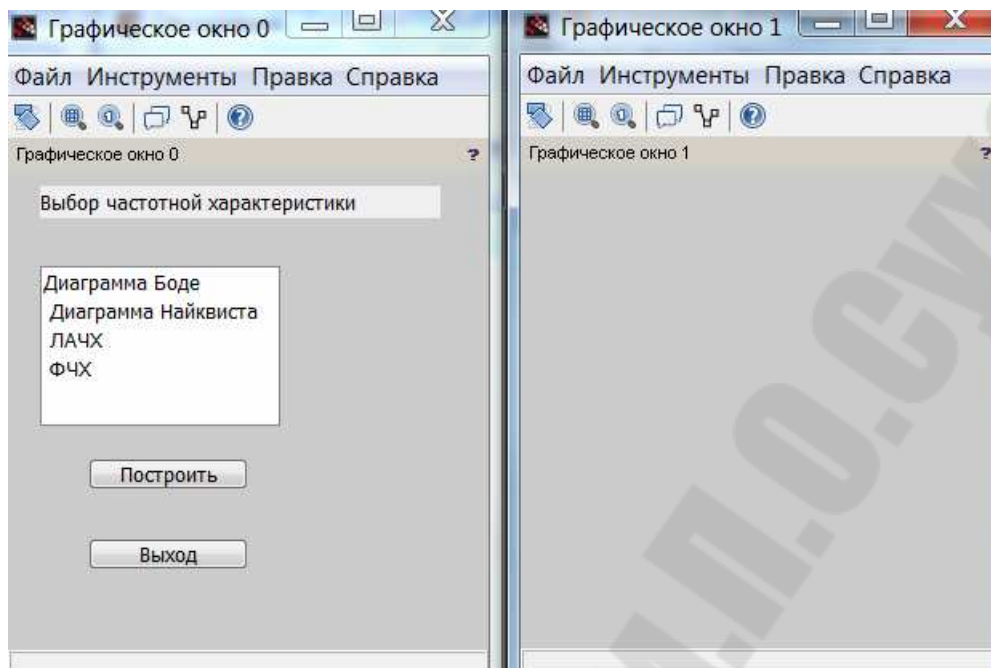 Графическое окно 0
Файл Инструменты Правка Справка
Графическое окно 0 ?
Выбор частотной характеристики
Диаграмма Боде
Диаграмма Найквиста
ЛАЧХ
ФЧХ
Построить
Выход
Графическое окно 1
Файл Инструменты Правка Справка
Графическое окно 1 ?